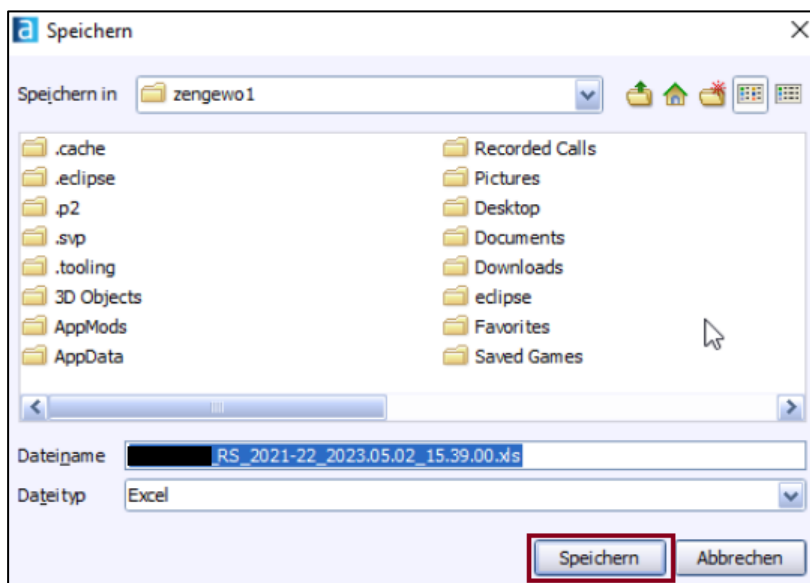 a Speichern
Speichern in zengewo1
.cache
.eclipse
.p2
.svp
.tooling
3D Objects
AppMods
AppData
Recorded Calls
Pictures
Desktop
Documents
Downloads
eclipse
Favorites
Saved Games
Dateiname _RS_2021-22_2023.05.02_15.39.00.xls
Dateityp Excel
Speichern Abbrechen